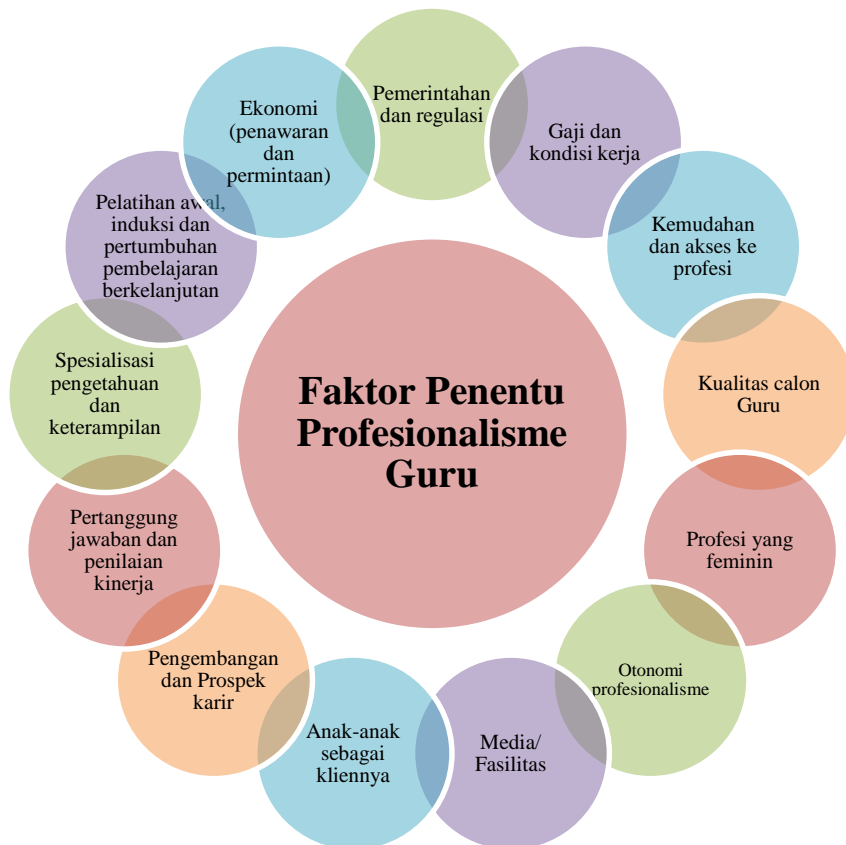 Pemerintahan
dan regulasi
Gaji dan
kondisi kerja
Kemudahan
dan akses ke
profesi
Kualitas calon
Guru
Profesi yang
feminin
Otonomi
profesionalisme
Media/
Fasilitas
Anak-anak
sebagai
kliennya
Pengembangan
dan Prospek
karir
Pertanggung
jawaban dan
penilaian
kinerja
Spesialisasi
pengetahuan
dan
keterampilan
Pelatihan awal,
induksi dan
pertumbuhan
pembelajaran
berkelanjutan
Ekonomi
(penawaran
dan
permintaan)
Faktor Penentu
Profesionalisme
Guru